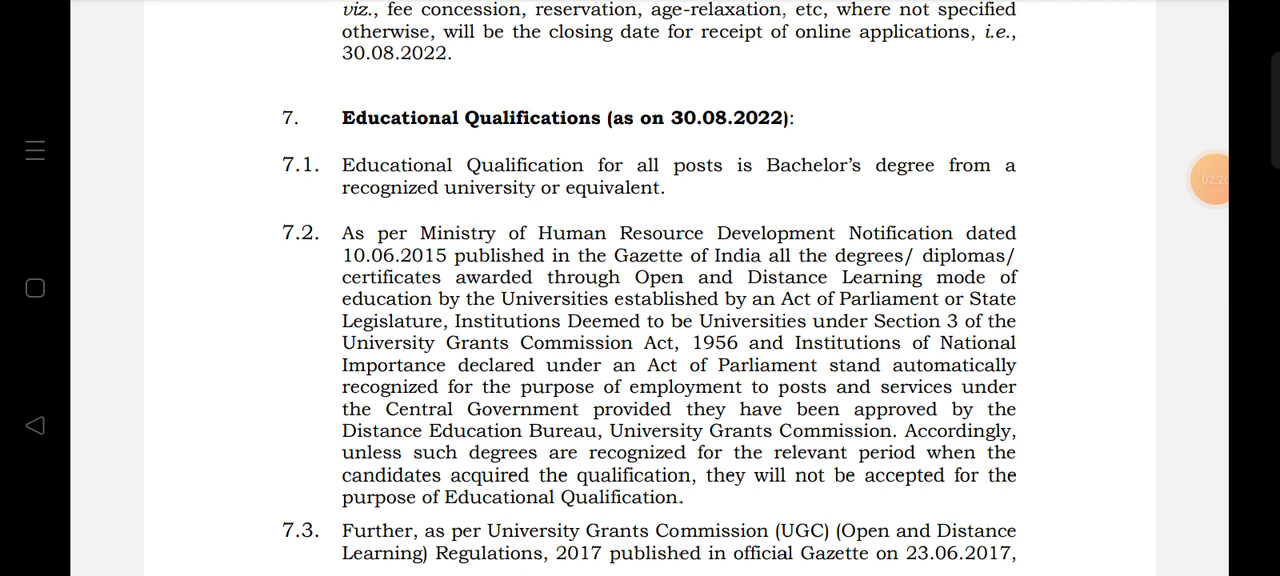 viz., fee concession, reservation, age-relaxation, etc, where not specified
otherwise, will be the closing date for receipt of online applications, i.e.,
30.08.2022.
7. Educational Qualifications (as on 30.08.2022):
7.1. Educational Qualification for all posts is Bachelor’s degree from a
recognized university or equivalent.
7.2. As per Ministry of Human Resource Development Notification dated
10.06.2015 published in the Gazette of India all the degrees/ diplomas/
certificates awarded through Open and Distance Learning mode of
education by the Universities established by an Act of Parliament or State
Legislature, Institutions Deemed to be Universities under Section 3 of the
University Grants Commission Act, 1956 and Institutions of National
Importance declared under an Act of Parliament stand automatically
recognized for the purpose of employment to posts and services under
the Central Government provided they have been approved by the
Distance Education Bureau, University Grants Commission. Accordingly,
unless such degrees are recognized for the relevant period when the
candidates acquired the qualification, they will not be accepted for the
purpose of Educational Qualification.
7.3. Further, as per University Grants Commission (UGC) (Open and Distance
Learning) Regulations, 2017 published in official Gazette on 23.06.2017,